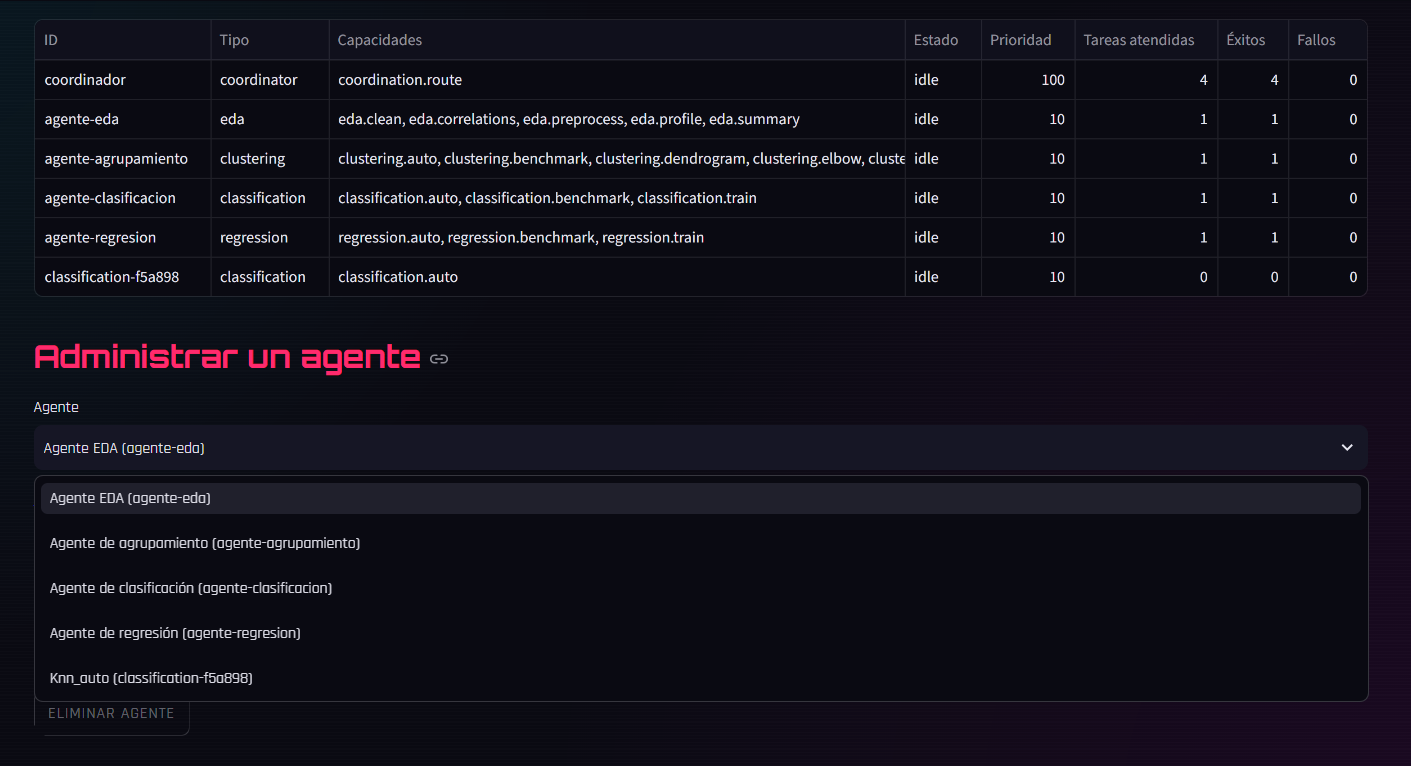 ID Tipo Capacidades Estado Prioridad Tareas atendidas Éxitos Fallos
coordinador coordinator coordination.route idle 100 4 4 0
agente-eda eda eda.clean, eda.correlations, eda.preprocess, eda.profile, eda.summary idle 10 1 1 0
agente-agrupamiento clustering clustering.auto, clustering.benchmark, clustering.dendrogram, clustering.elbow, cluste idle 10 1 1 0
agente-clasificacion classification classification.auto, classification.benchmark, classification.train idle 10 1 1 0
agente-regresion regression regression.auto, regression.benchmark, regression.train idle 10 1 1 0
classification-f5a898 classification classification.auto idle 10 0 0 0
Administrar un agente
Agente
Agente EDA (agente-eda)
Agente EDA (agente-eda)
Agente de agrupamiento (agente-agrupamiento)
Agente de clasificación (agente-clasificacion)
Agente de regresión (agente-regresion)
Knn_auto (classification-f5a898)
ELIMINAR AGENTE